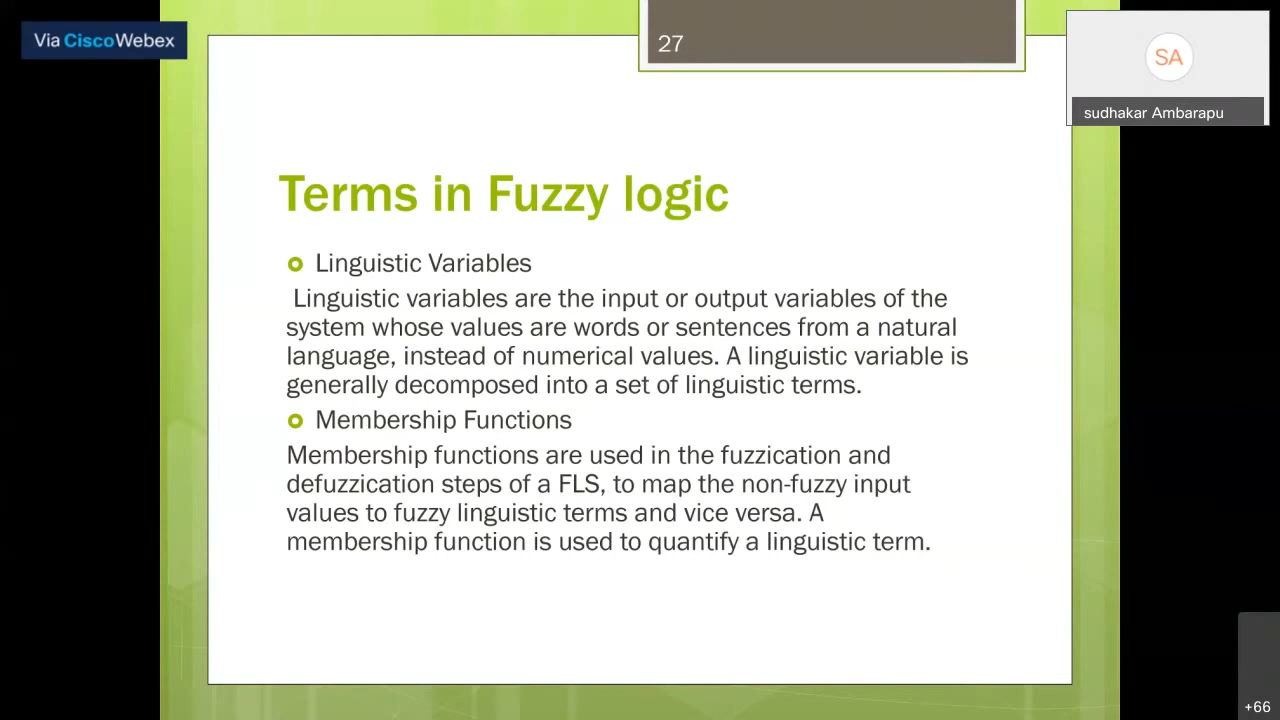 Via Cisco Webex
27
SA
sudhakar Ambarapu
Terms in Fuzzy logic
Linguistic Variables
Linguistic variables are the input or output variables of the
system whose values are words or sentences from a natural
language, instead of numerical values. A linguistic variable is
generally decomposed into a set of linguistic terms.
Membership Functions
Membership functions are used in the fuzzication and
defuzzication steps of a FLS, to map the non-fuzzy input
values to fuzzy linguistic terms and vice versa. A
membership function is used to quantify a linguistic term.
+66